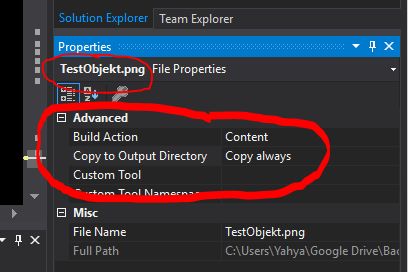 Solution Explorer Team Explorer
Properties
TestObjekt.png File Properties
Advanced
Build Action Content
Copy to Output Directory Copy always
Custom Tool
Custom Tool Namespac
Misc
File Name TestObjekt.png
Full Path C:\Users\Yahya\Google Drive\Bac